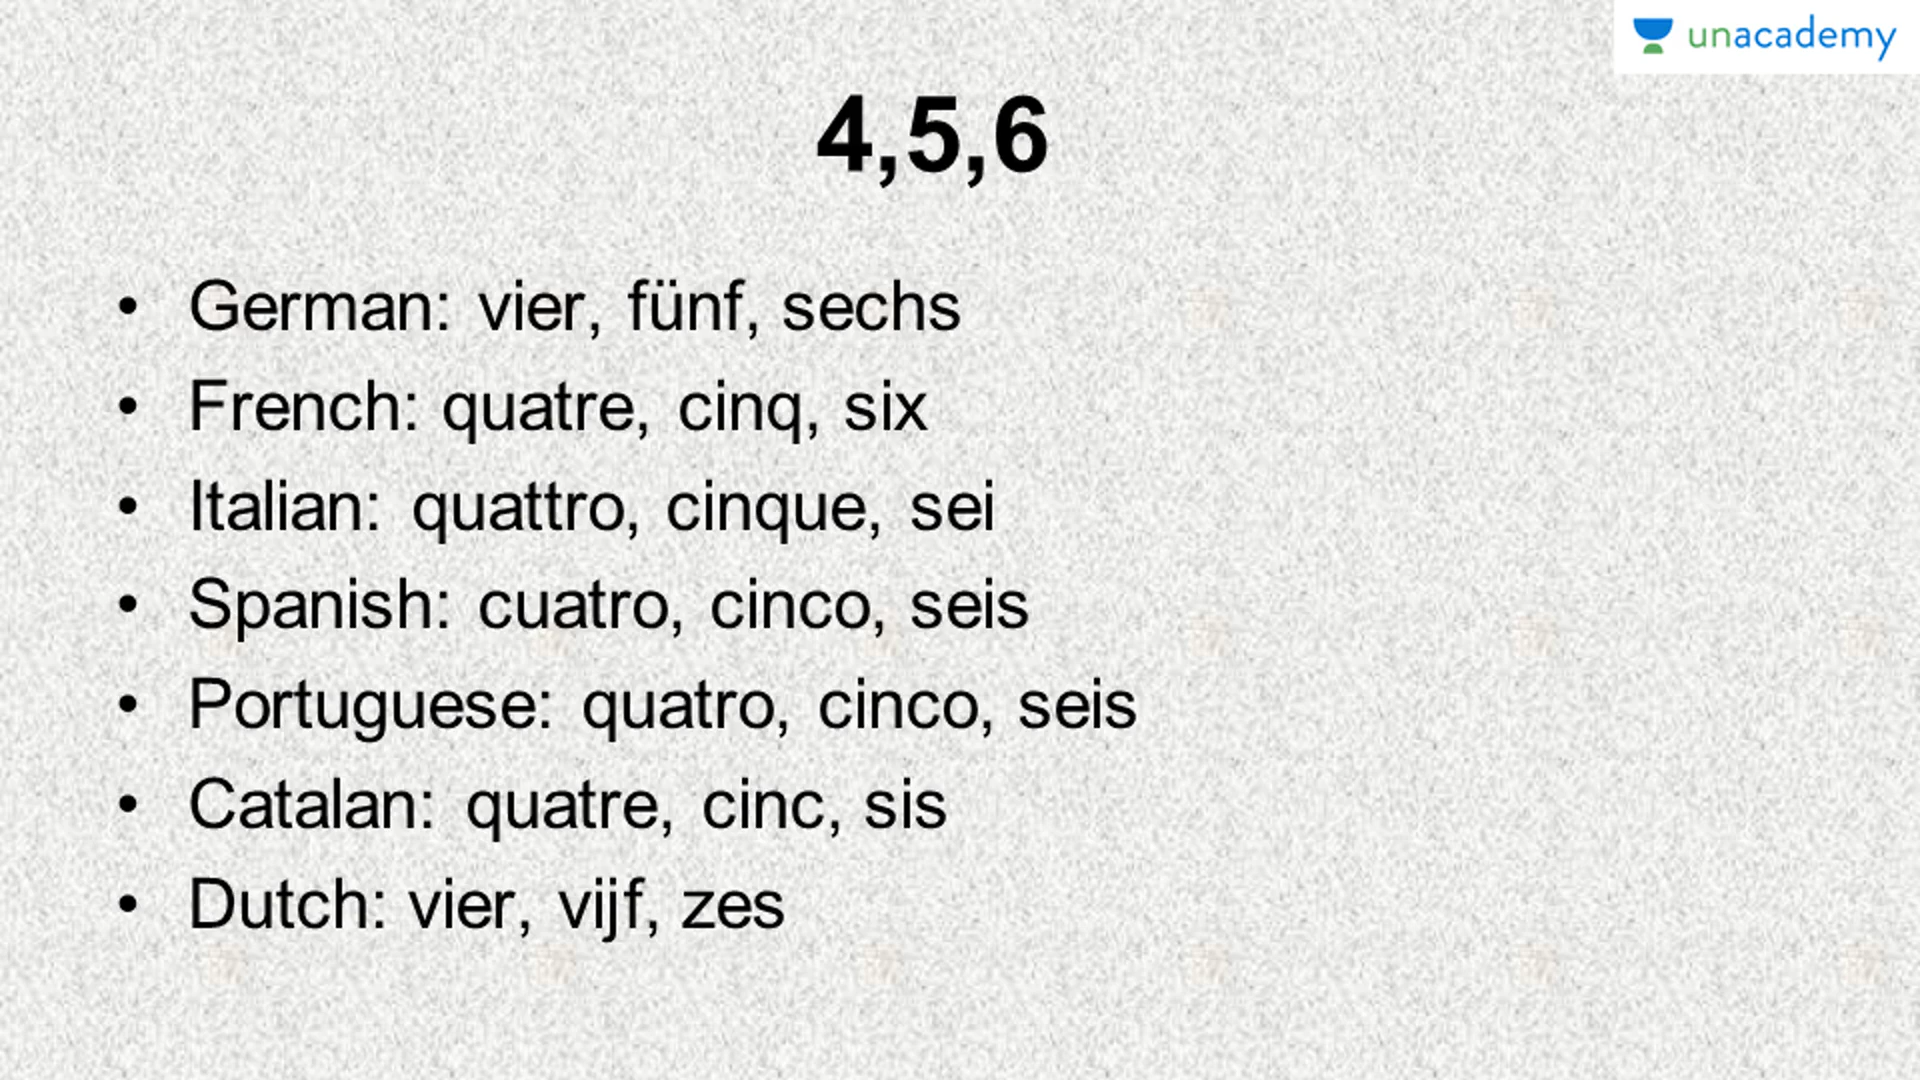 unacademy
4,5,6
• German: vier, fünf, sechs
• French: quatre, cinq, six
• Italian: quattro, cinque, sei
• Spanish: cuatro, cinco, seis
• Portuguese: quatro, cinco, seis
• Catalan: quatre, cinc, sis
• Dutch: vier, vijf, zes